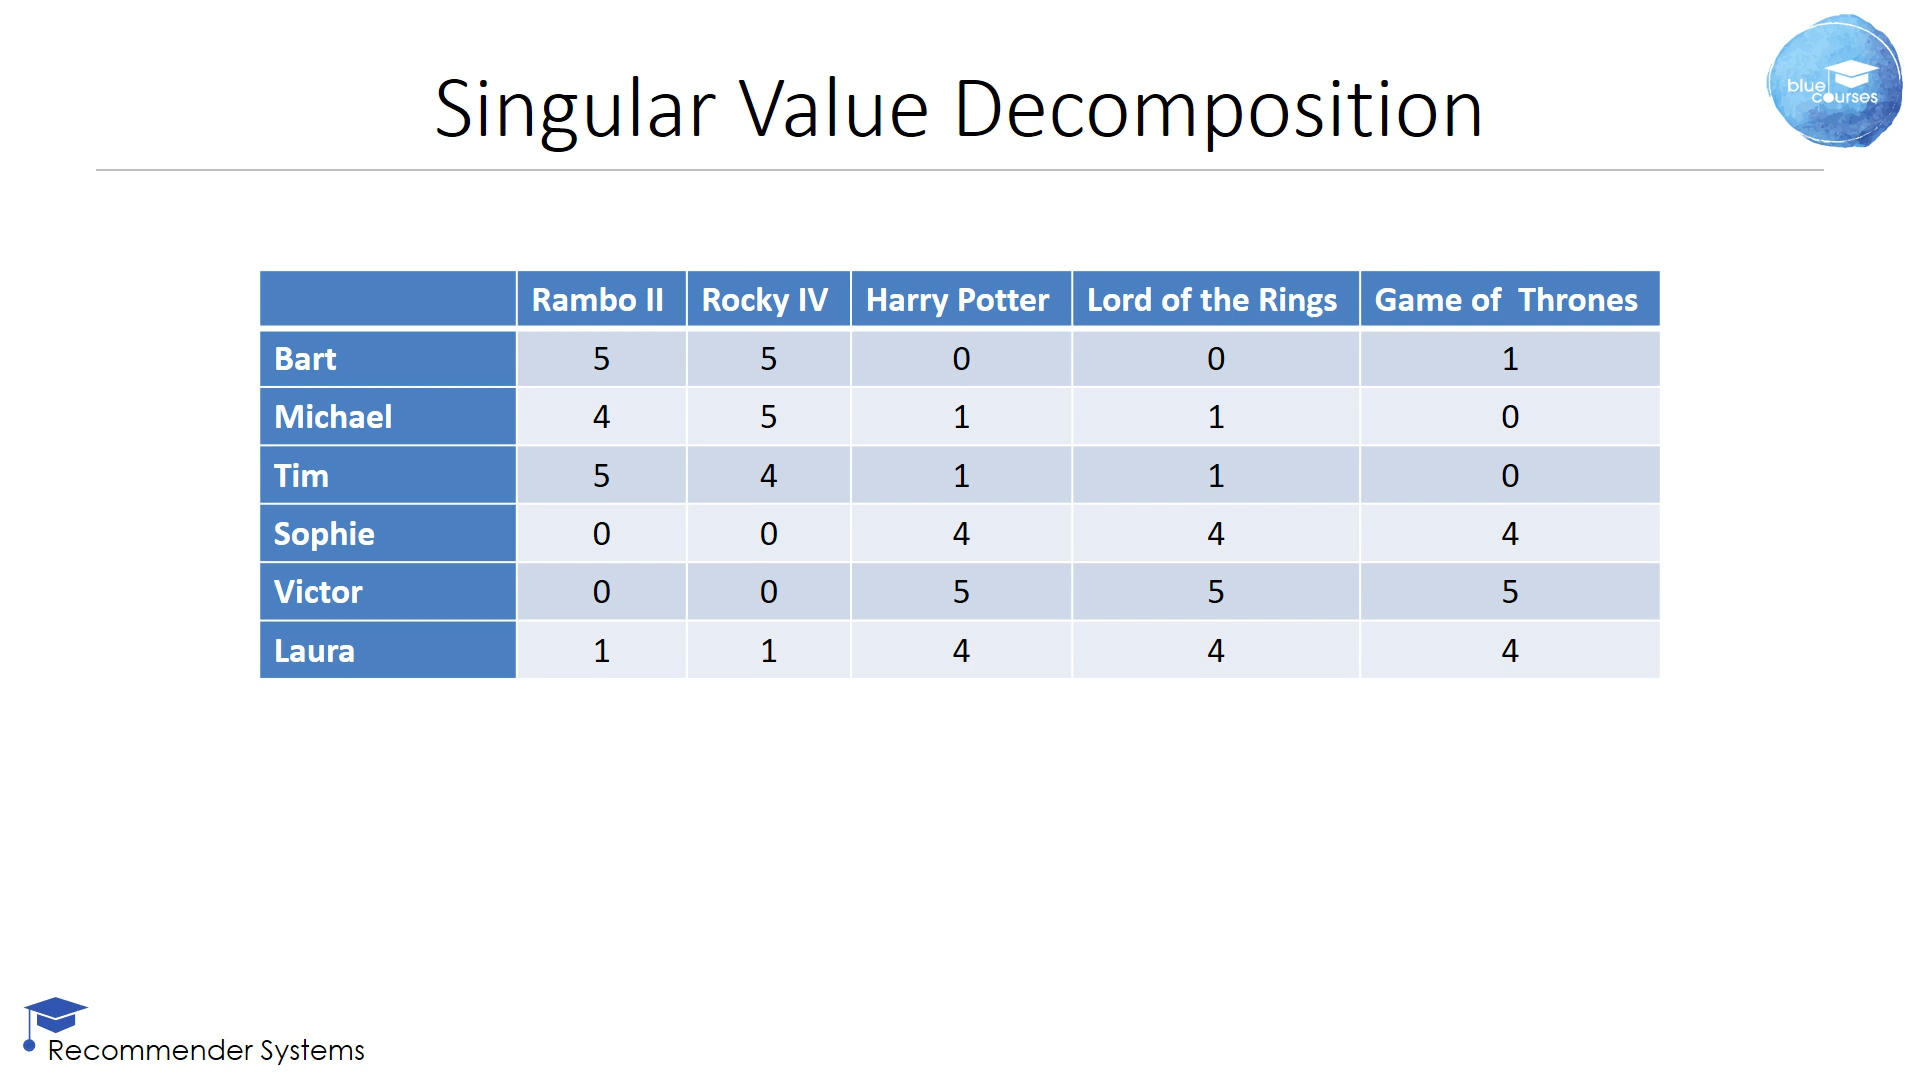 Singular Value Decomposition
blue
courses
Rambo II Rocky IV Harry Potter Lord of the Rings Game of Thrones
Bart 5 5 0 0 1
Michael 4 5 1 1 0
Tim 5 4 1 1 0
Sophie 0 0 4 4 4
Victor 0 0 5 5 5
Laura 1 1 4 4 4
Recommender Systems